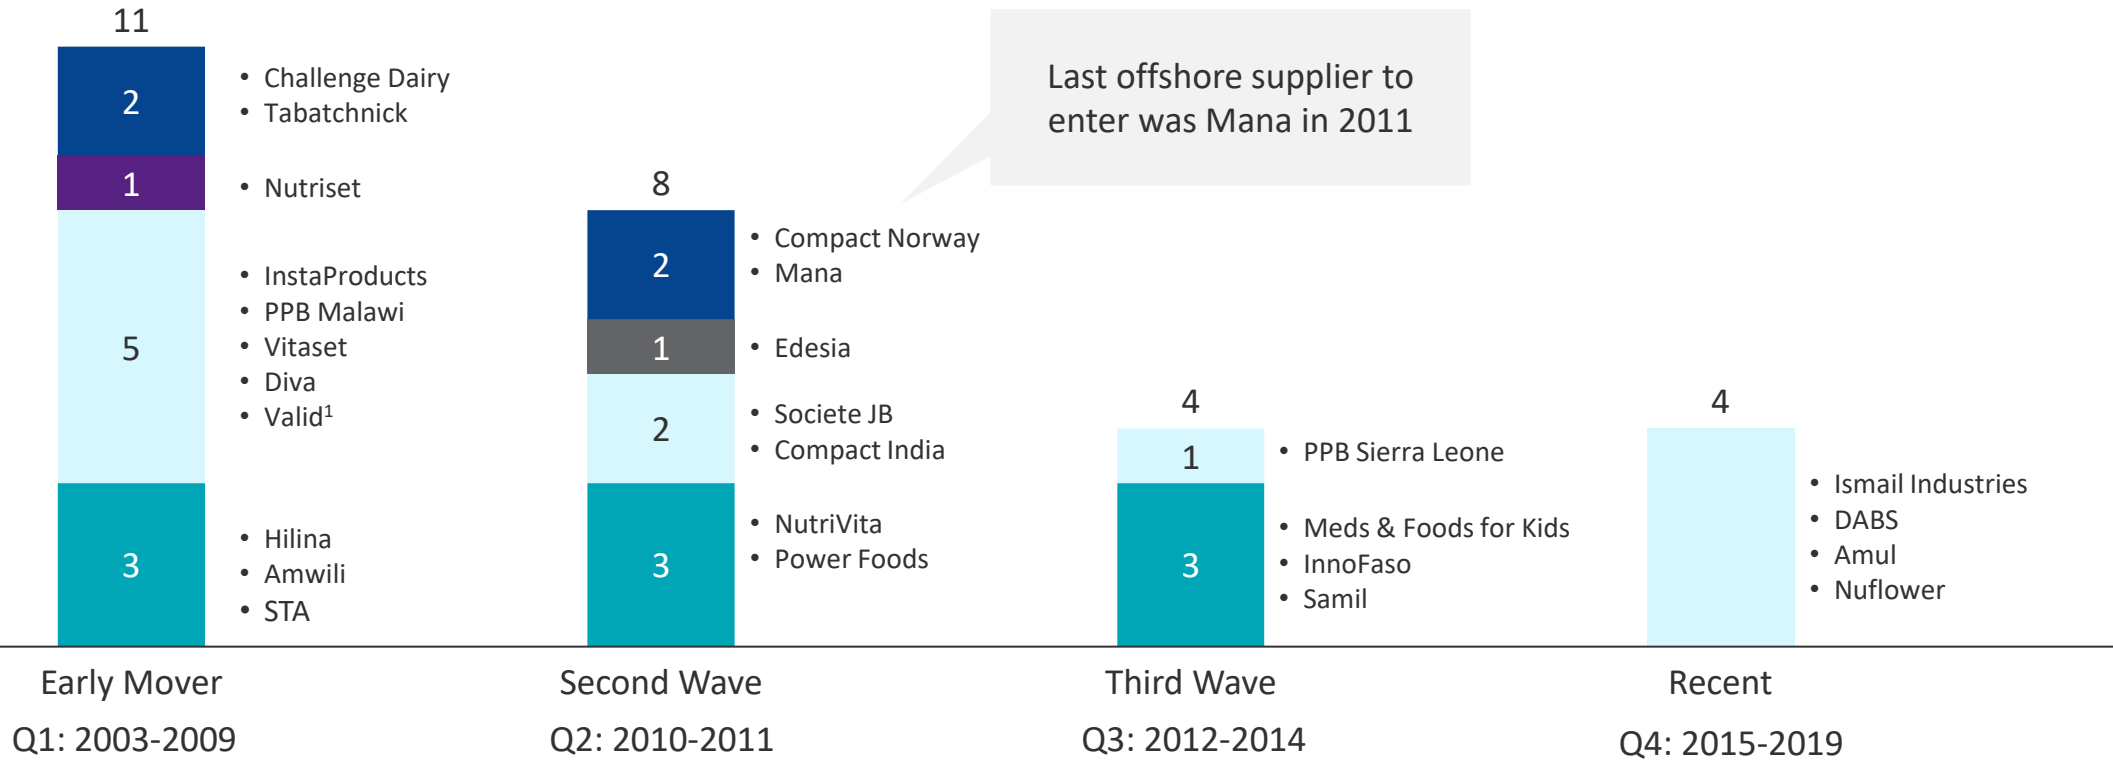 11
2
• Challenge Dairy
• Tabatchnick
1
• Nutriset
5
• InstaProducts
• PPB Malawi
• Vitaset
• Diva
• Valid¹
3
• Hilina
• Amwili
• STA
Early Mover
Q1: 2003-2009
8
2
• Compact Norway
• Mana
1
• Edesia
2
• Societe JB
• Compact India
3
• NutriVita
• Power Foods
Second Wave
Q2: 2010-2011
Last offshore supplier to
enter was Mana in 2011
4
1
• PPB Sierra Leone
3
• Meds & Foods for Kids
• InnoFaso
• Samil
Third Wave
Q3: 2012-2014
4
• Ismail Industries
• DABS
• Amul
• Nuflower
Recent
Q4: 2015-2019